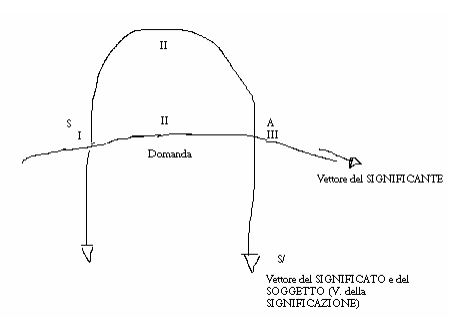 II
S
I
II
A
III
Domanda
Vettore del SIGNIFICANTE
S/
Vettore del SIGNIFICATO e del
SOGGETTO (V. della
SIGNIFICAZIONE)